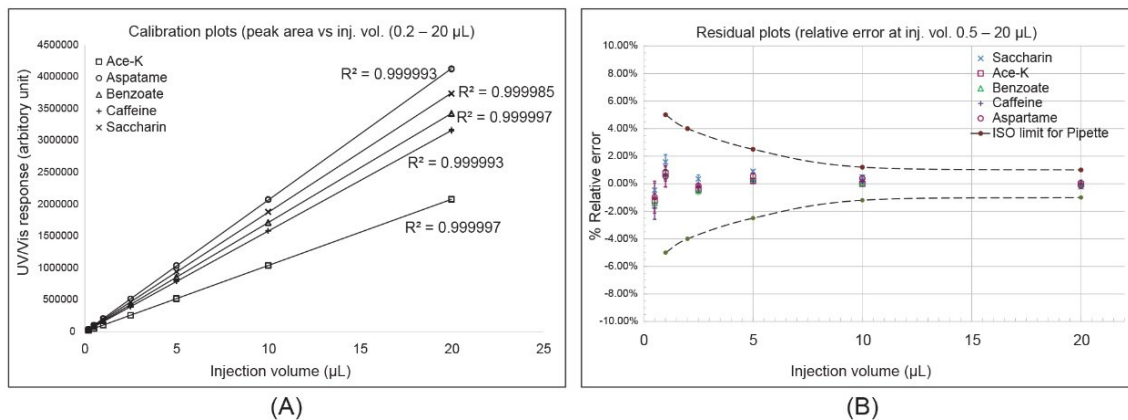 Calibration plots (peak area vs inj. vol. (0.2 – 20 µL)
UV/Vis response (arbitory unit)
4500000
4000000
3500000
3000000
2500000
2000000
1500000
1000000
500000
0
Ace-K
Aspatame
Benzoate
Caffeine
Saccharin
R² = 0.999993
R² = 0.999985
R² = 0.999997
R² = 0.999993
R² = 0.999997
0 5 10 15 20 25
Injection volume (µL)
(A)
Residual plots (relative error at inj. vol. 0.5 – 20 µL)
% Relative error
10.00%
8.00%
6.00%
4.00%
2.00%
0.00%
-2.00%
-4.00%
-6.00%
-8.00%
-10.00%
Saccharin
Ace-K
Benzoate
Caffeine
Aspartame
ISO limit for Pipette
0 5 10 15 20
Injection volume (µL)
(B)